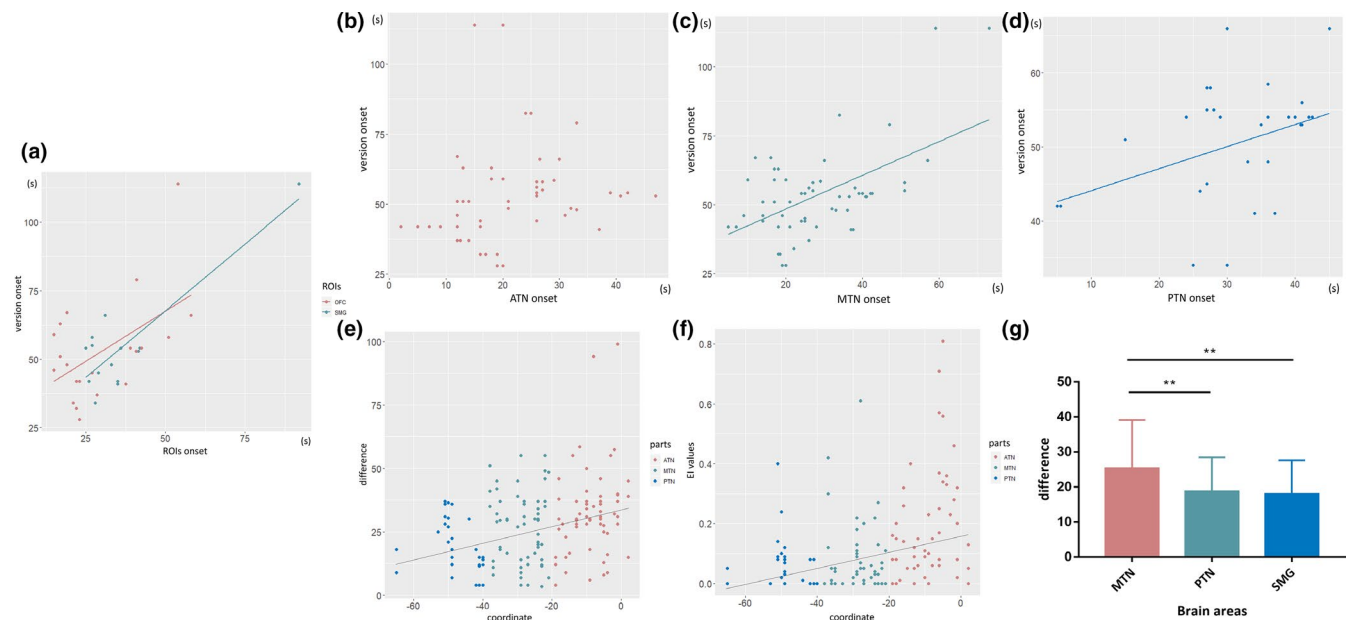 (a)
(s)
100
75
50
25
version onset
25
50
75
(s)
ROIs onset
ROIs
OFC
SMG
(b)
(s)
100
75
50
25
version onset
0
10
20
30
40
(s)
ATN onset
(c)
(s)
100
75
50
25
version onset
20
40
60
(s)
MTN onset
(d)
(s)
60
50
40
version onset
10
20
30
40
(s)
PTN onset
(e)
100
75
50
25
0
difference
-60
-40
-20
0
coordinate
parts
ATN
MTN
PTN
(f)
0.8
0.6
0.4
0.2
0.0
EI values
-60
-40
-20
0
coordinate
parts
ATN
MTN
PTN
(g)
**
**
50
40
30
20
10
0
difference
MTN
PTN
SMG
Brain areas